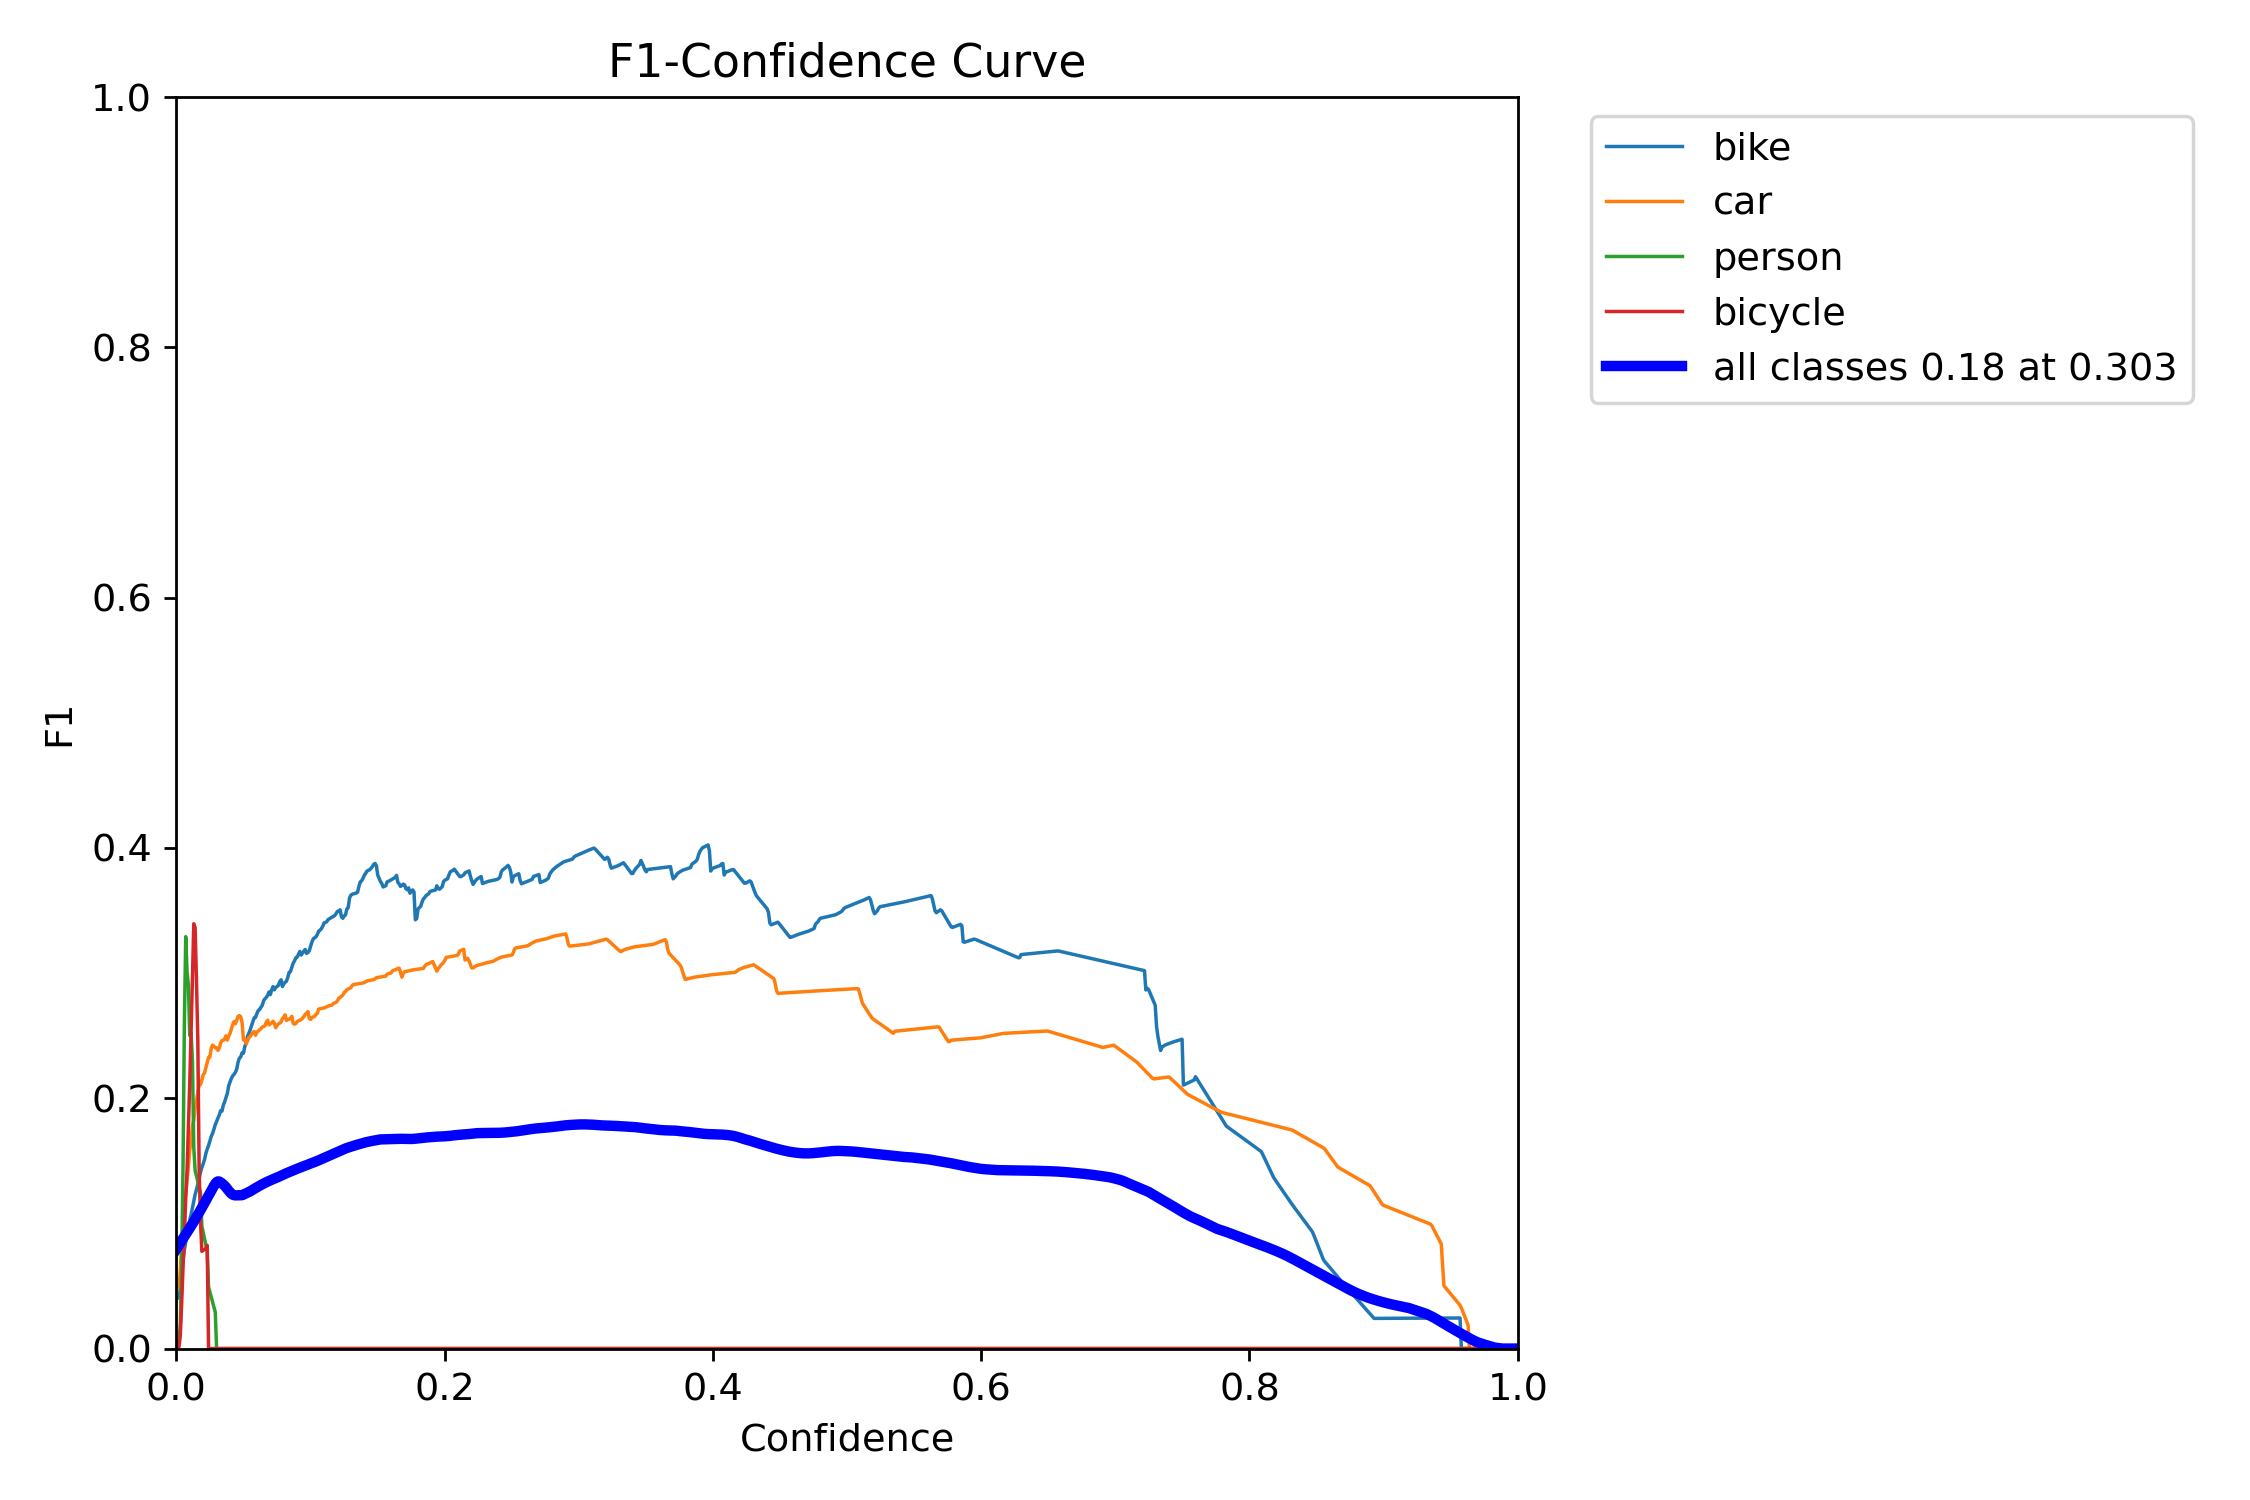 F1-Confidence Curve
1.0
0.8
0.6
0.4
0.2
0.0
F1
0.0 0.2 0.4 0.6 0.8 1.0
Confidence
bike
car
person
bicycle
all classes 0.18 at 0.303